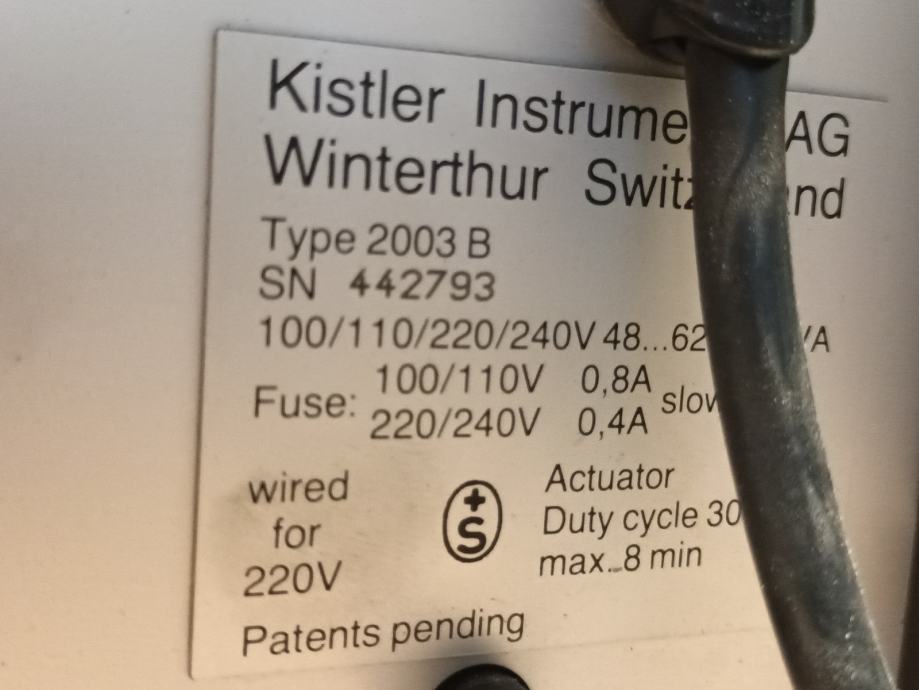 Kistler Instrume AG
Winterthur Switz nd
Type 2003 B
SN 442793
100/110/220/240V 48...62 /A
Fuse: 100/110V 0,8A slow
220/240V 0,4A
wired
for
220V
+S
Actuator
Duty cycle 30
max. 8 min
Patents pending